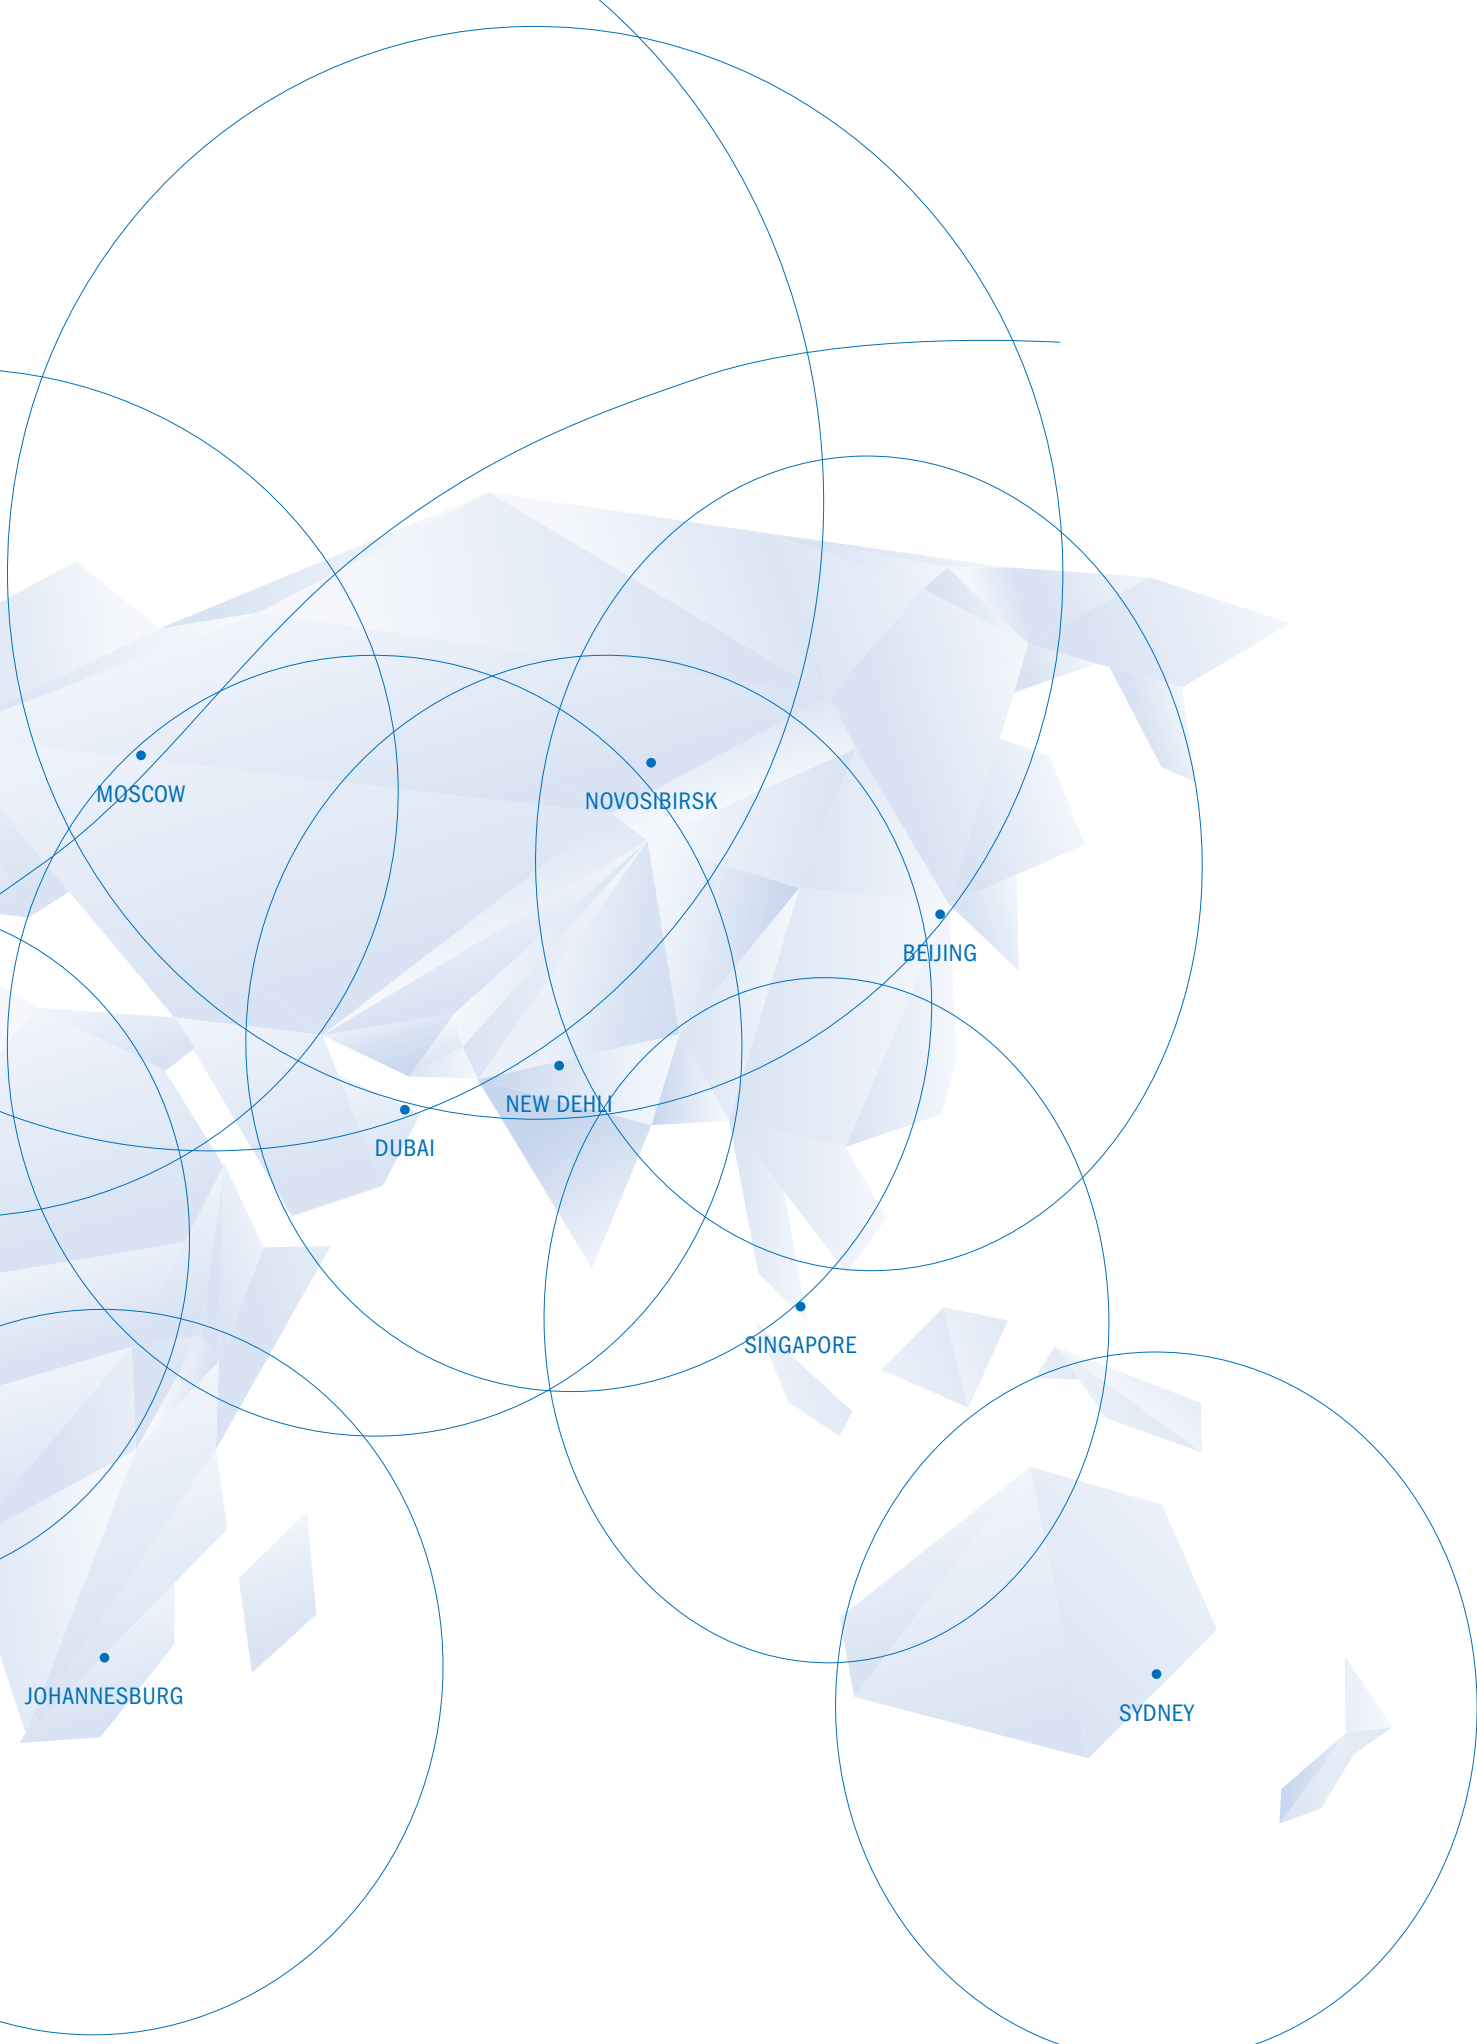 MOSCOW
NOVOSIBIRSK
BEIJING
NEW DEHLI
DUBAI
SINGAPORE
JOHANNESBURG
SYDNEY